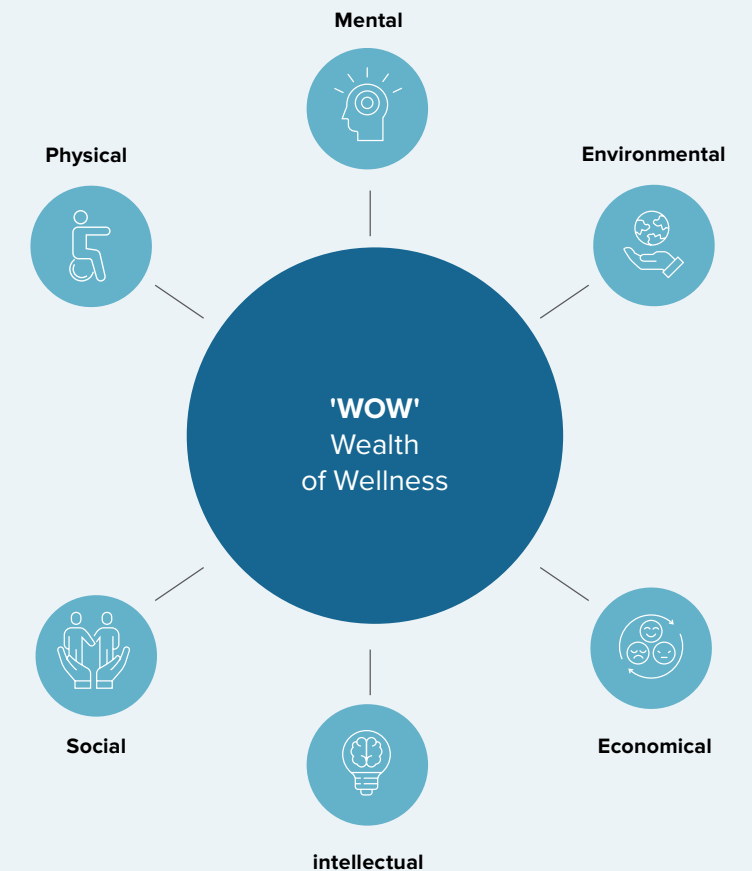 Mental
Physical
Environmental
'WOW'
Wealth
of Wellness
Social
Economical
intellectual